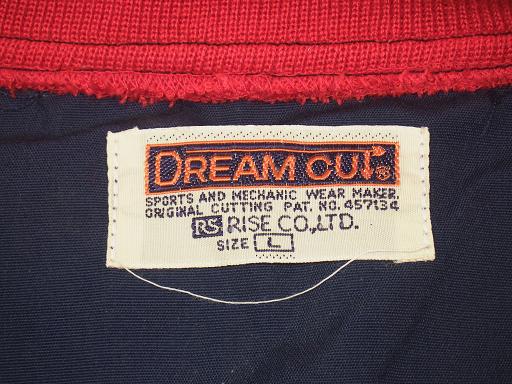 DREAM CUT®
SPORTS AND MECHANIC WEAR MAKER
ORIGINAL CUTTING PAT. NO. 457134
RS RISE CO.,LTD.
SIZE L